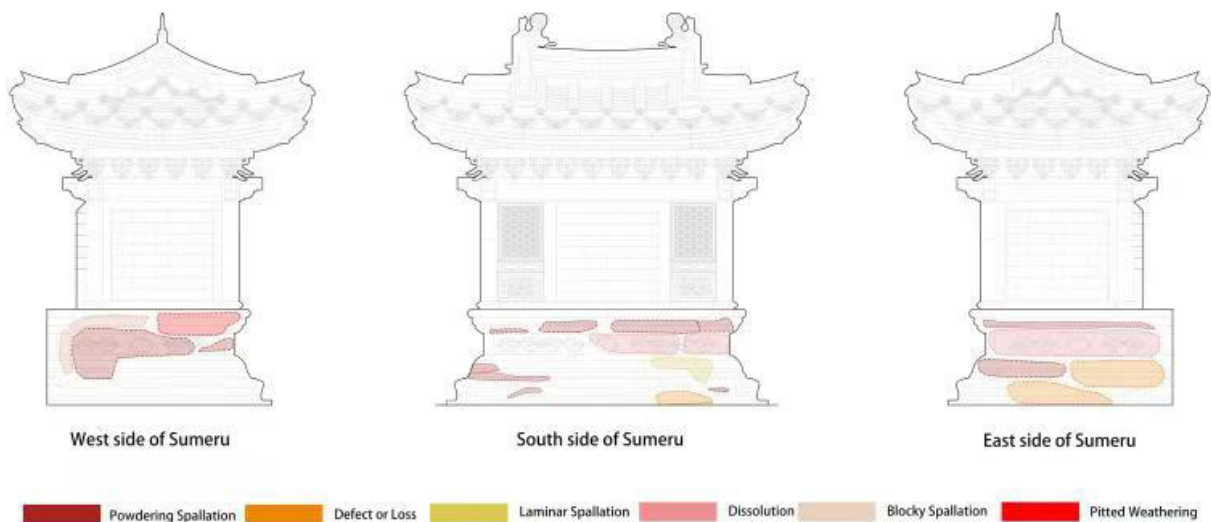 West side of Sumeru South side of Sumeru East side of Sumeru
Powdering Spallation Defect or Loss Laminar Spallation Dissolution Blocky Spallation Pitted Weathering